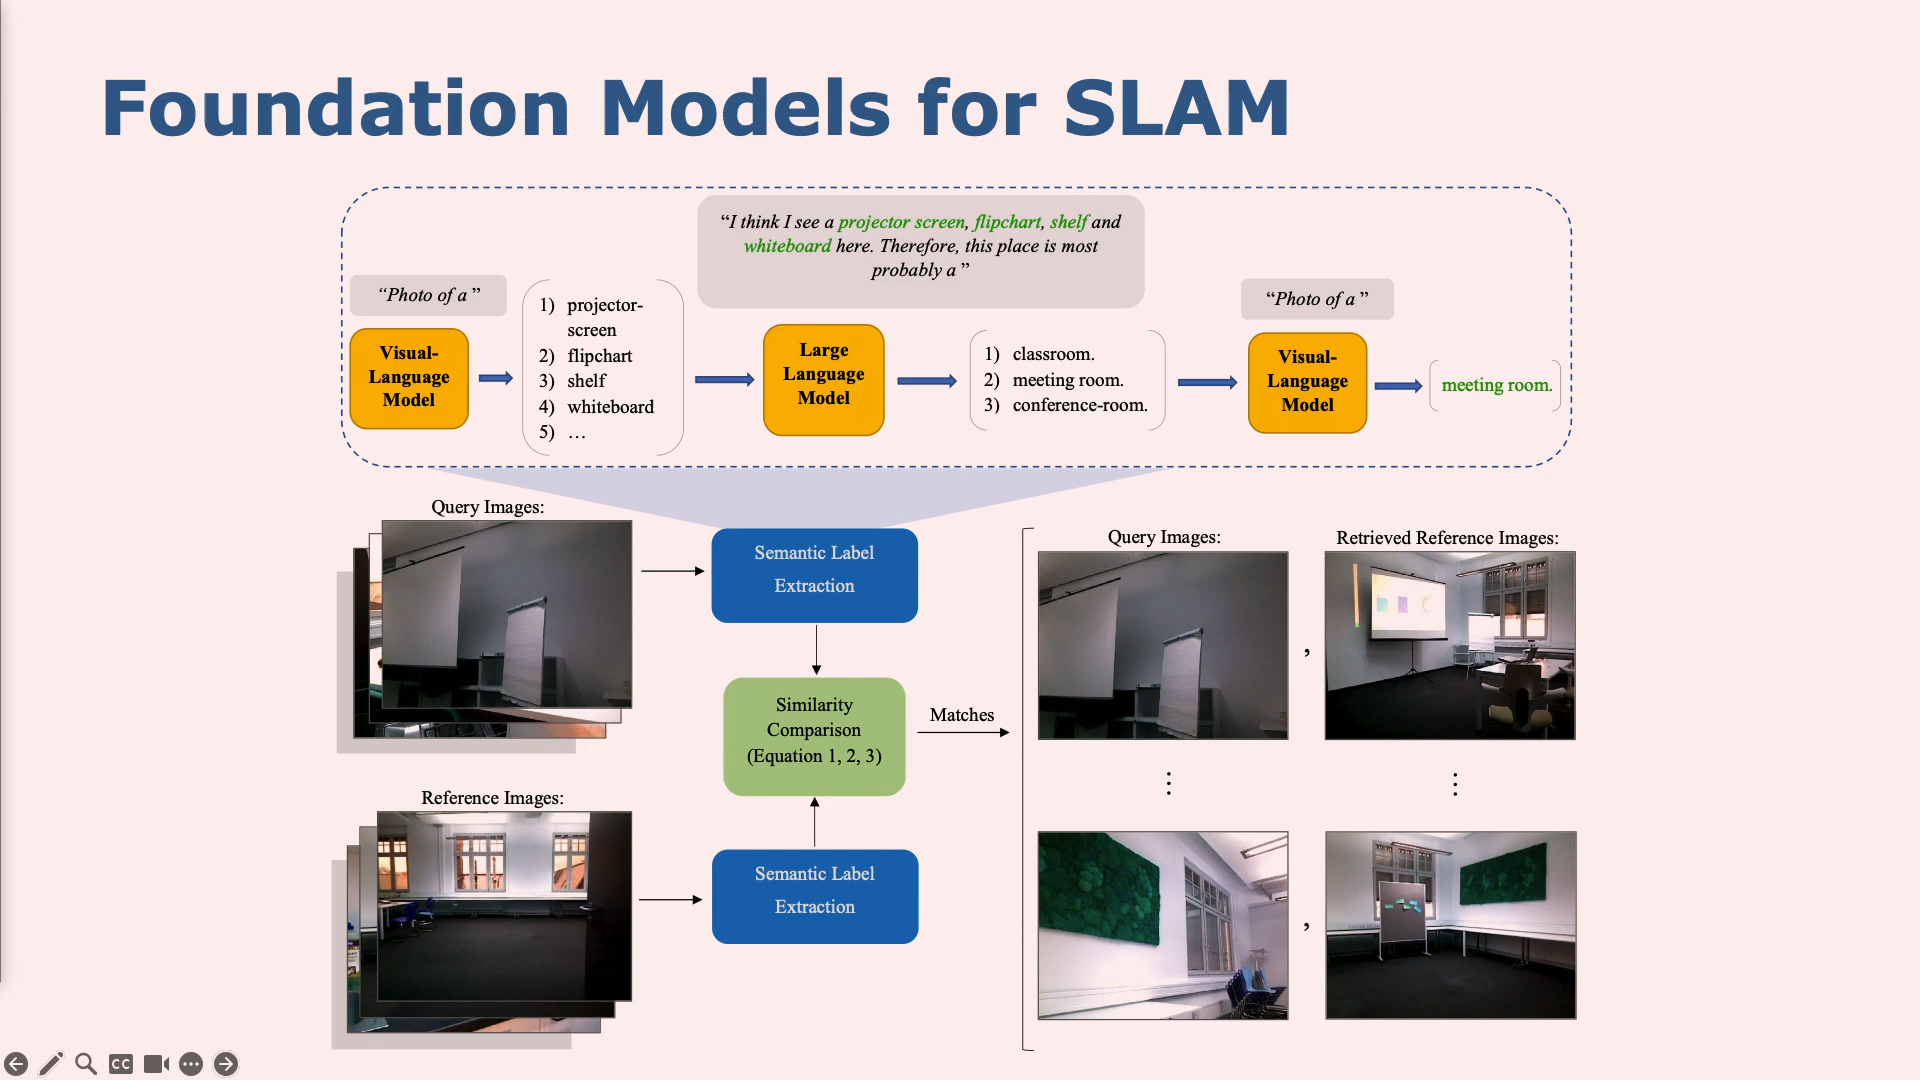 Foundation Models for SLAM
“I think I see a projector screen, flipchart, shelf and
whiteboard here. Therefore, this place is most
probably a ”
“Photo of a ”
Visual-
Language
Model
1) projector-
screen
2) flipchart
3) shelf
4) whiteboard
5) …
Large
Language
Model
1) classroom.
2) meeting room.
3) conference-room.
“Photo of a ”
Visual-
Language
Model
meeting room.
Query Images:
Semantic Label
Extraction
Similarity
Comparison
(Equation 1, 2, 3)
Matches
Reference Images:
Semantic Label
Extraction
Query Images:
Retrieved Reference Images:
,
⋮
⋮
,
CC